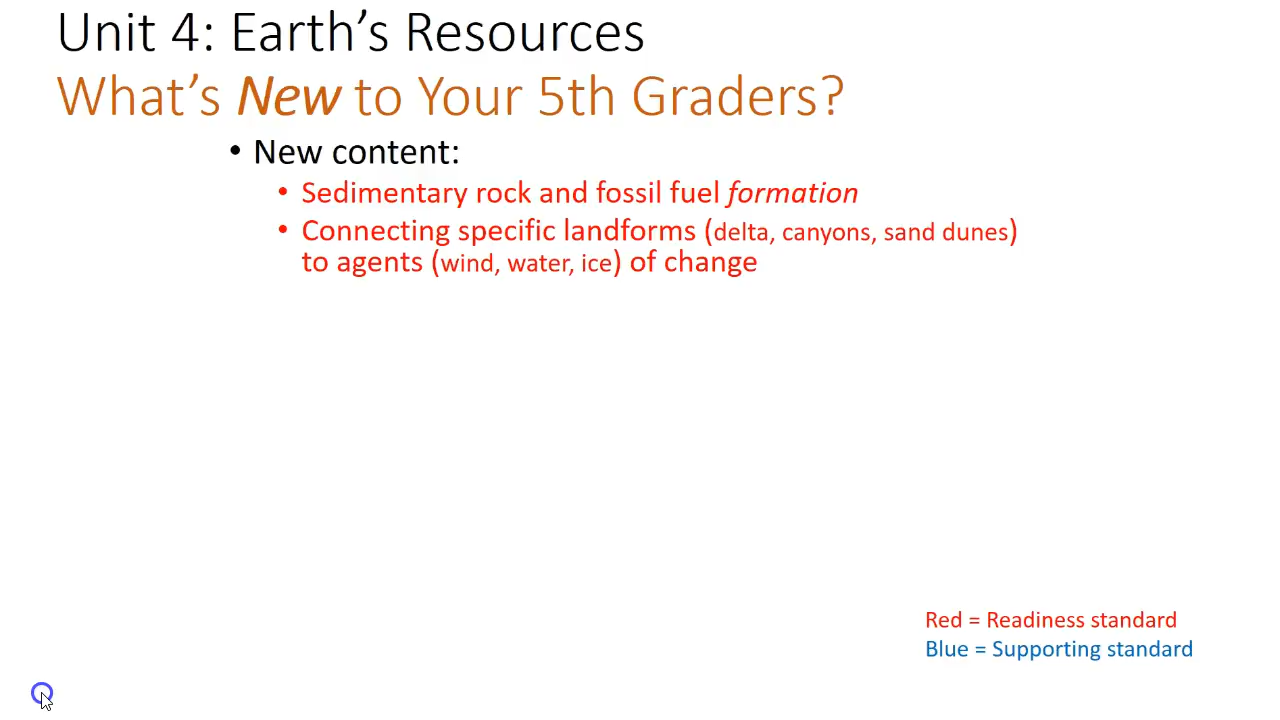 Unit 4: Earth's Resources
What's New to Your 5th Graders?
• New content:
• Sedimentary rock and fossil fuel formation
• Connecting specific landforms (delta, canyons, sand dunes)
to agents (wind, water, ice) of change
Red = Readiness standard
Blue = Supporting standard